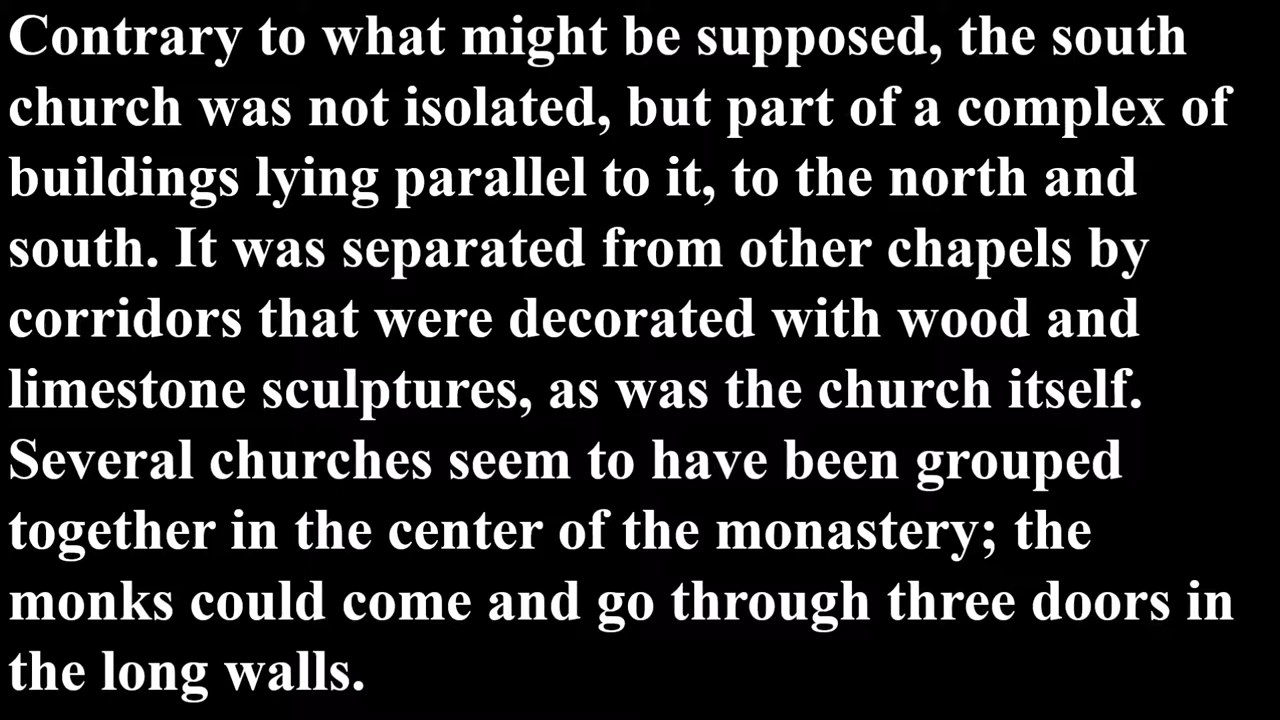 Contrary to what might be supposed, the south
church was not isolated, but part of a complex of
buildings lying parallel to it, to the north and
south. It was separated from other chapels by
corridors that were decorated with wood and
limestone sculptures, as was the church itself.
Several churches seem to have been grouped
together in the center of the monastery; the
monks could come and go through three doors in
the long walls.